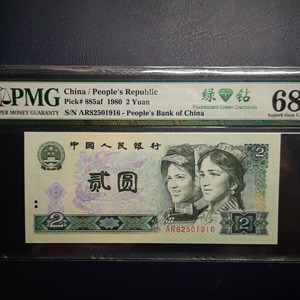 PMG
PAPER MONEY GUARANTY
China / People's Republic
Pick# 885af 1980 2 Yuan
S/N AR82501916 - People's Bank of China
绿 钻
Fluorescent Green Diamonds
68
Superb Gem Un
中国人民银行
贰圆
2
2
2
AR82501916